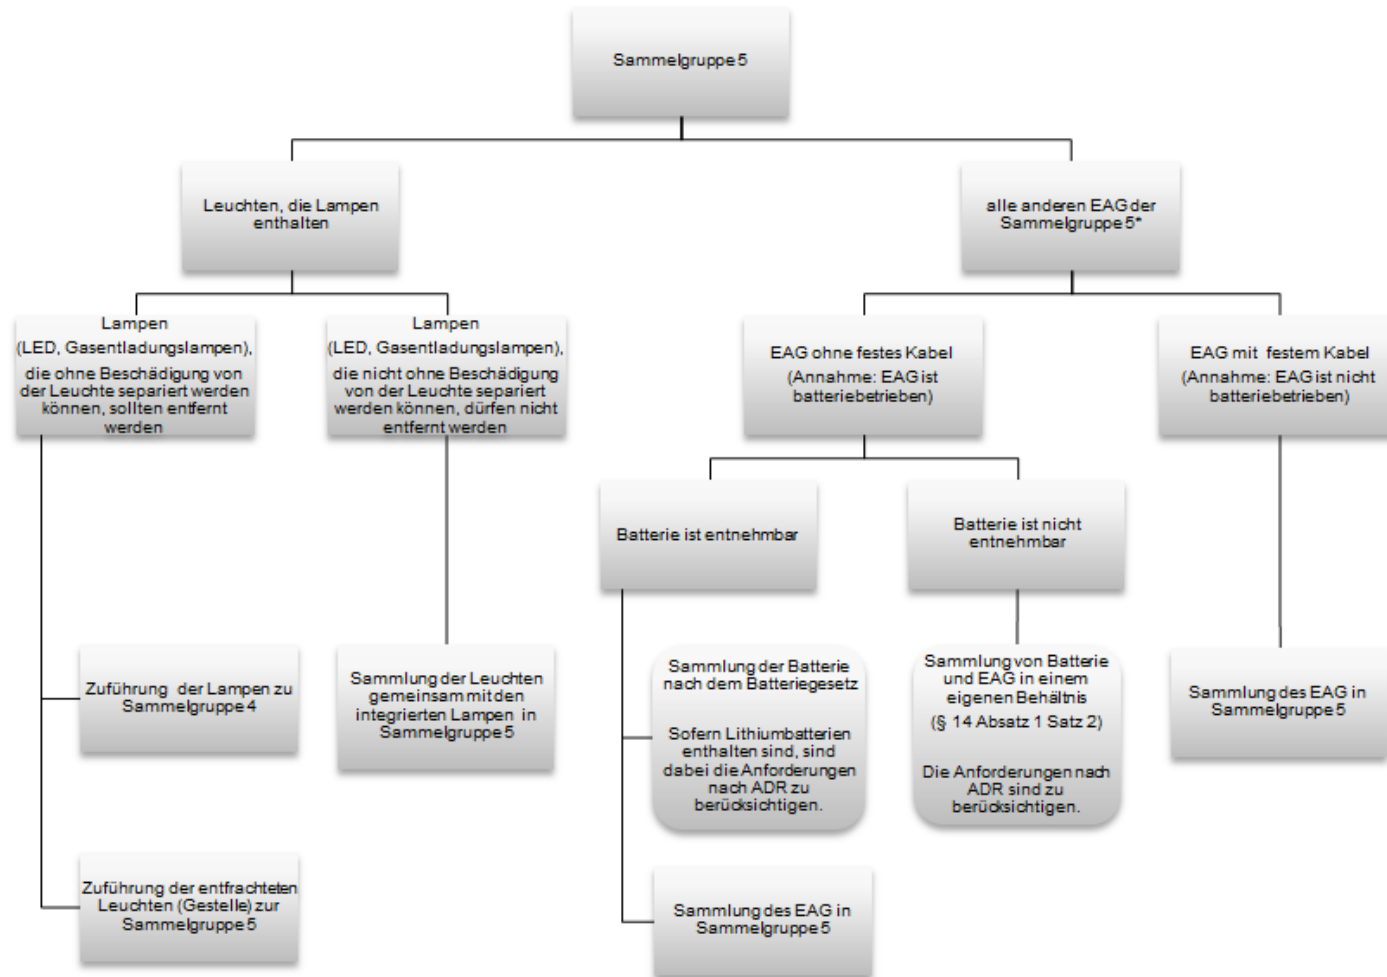 Sammelgruppe 5
Leuchten, die Lampen
enthalten
alle anderen EAG der
Sammelgruppe 5*
Lampen
(LED, Gasentladungslampen),
die ohne Beschädigung von
der Leuchte separiert werden
können, sollten entfernt
werden
Lampen
(LED, Gasentladungslampen),
die nicht ohne Beschädigung
von der Leuchte separiert
werden können, dürfen nicht
entfernt werden
EAG ohne festes Kabel
(Annahme: EAG ist
batteriebetrieben)
EAG mit festem Kabel
(Annahme: EAG ist nicht
batteriebetrieben)
Batterie ist entnehmbar
Batterie ist nicht
entnehmbar
Zuführung der Lampen zu
Sammelgruppe 4
Sammlung der Leuchten
gemeinsam mit den
integrierten Lampen in
Sammelgruppe 5
Sammlung der Batterie
nach dem Batteriegesetz
Sofern Lithiumbatterien
enthalten sind, sind
dabei die Anforderungen
nach ADR zu
berücksichtigen.
Sammlung von Batterie
und EAG in einem
eigenen Behältnis
(§ 14 Absatz 1 Satz 2)
Die Anforderungen nach
ADR sind zu
berücksichtigen.
Sammlung des EAG in
Sammelgruppe 5
Zuführung der entfrachteten
Leuchten (Gestelle) zur
Sammelgruppe 5
Sammlung des EAG in
Sammelgruppe 5